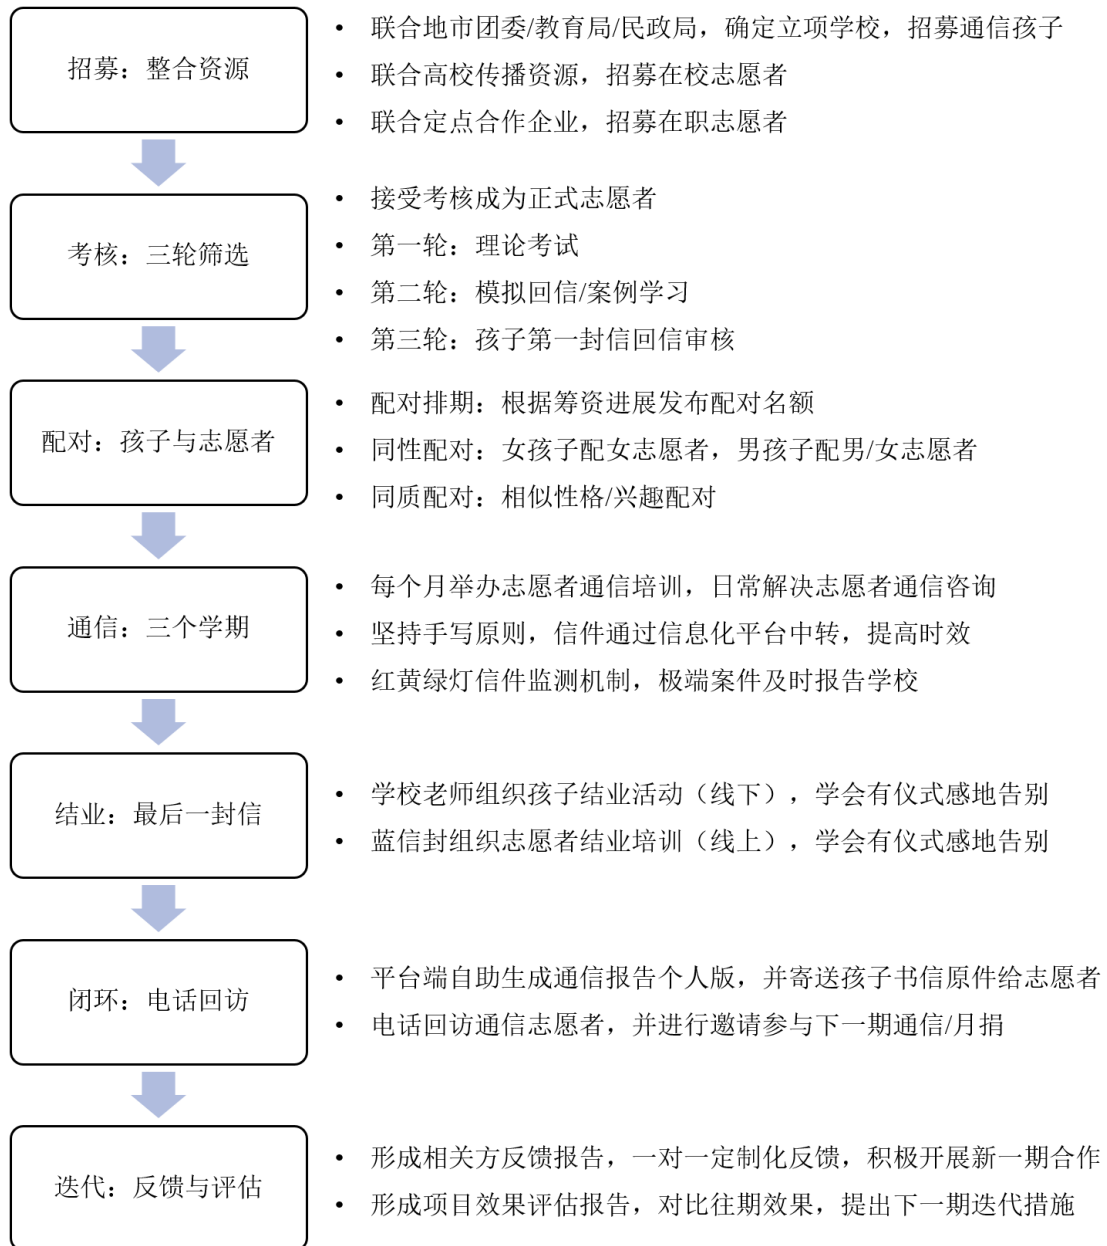 招募：整合资源
• 联合地市团委/教育局/民政局，确定立项学校，招募通信孩子
• 联合高校传播资源，招募在校志愿者
• 联合定点合作企业，招募在职志愿者
考核：三轮筛选
• 接受考核成为正式志愿者
• 第一轮：理论考试
• 第二轮：模拟回信/案例学习
• 第三轮：孩子第一封信回信审核
配对：孩子与志愿者
• 配对排期：根据筹资进展发布配对名额
• 同性配对：女孩子配女志愿者，男孩子配男/女志愿者
• 同质配对：相似性格/兴趣配对
通信：三个学期
• 每个月举办志愿者通信培训，日常解决志愿者通信咨询
• 坚持手写原则，信件通过信息化平台中转，提高时效
• 红黄绿灯信件监测机制，极端案件及时报告学校
结业：最后一封信
• 学校老师组织孩子结业活动（线下），学会有仪式感地告别
• 蓝信封组织志愿者结业培训（线上），学会有仪式感地告别
闭环：电话回访
• 平台端自助生成通信报告个人版，并寄送孩子书信原件给志愿者
• 电话回访通信志愿者，并进行邀请参与下一期通信/月捐
迭代：反馈与评估
• 形成相关方反馈报告，一对一定制化反馈，积极开展新一期合作
• 形成项目效果评估报告，对比往期效果，提出下一期迭代措施